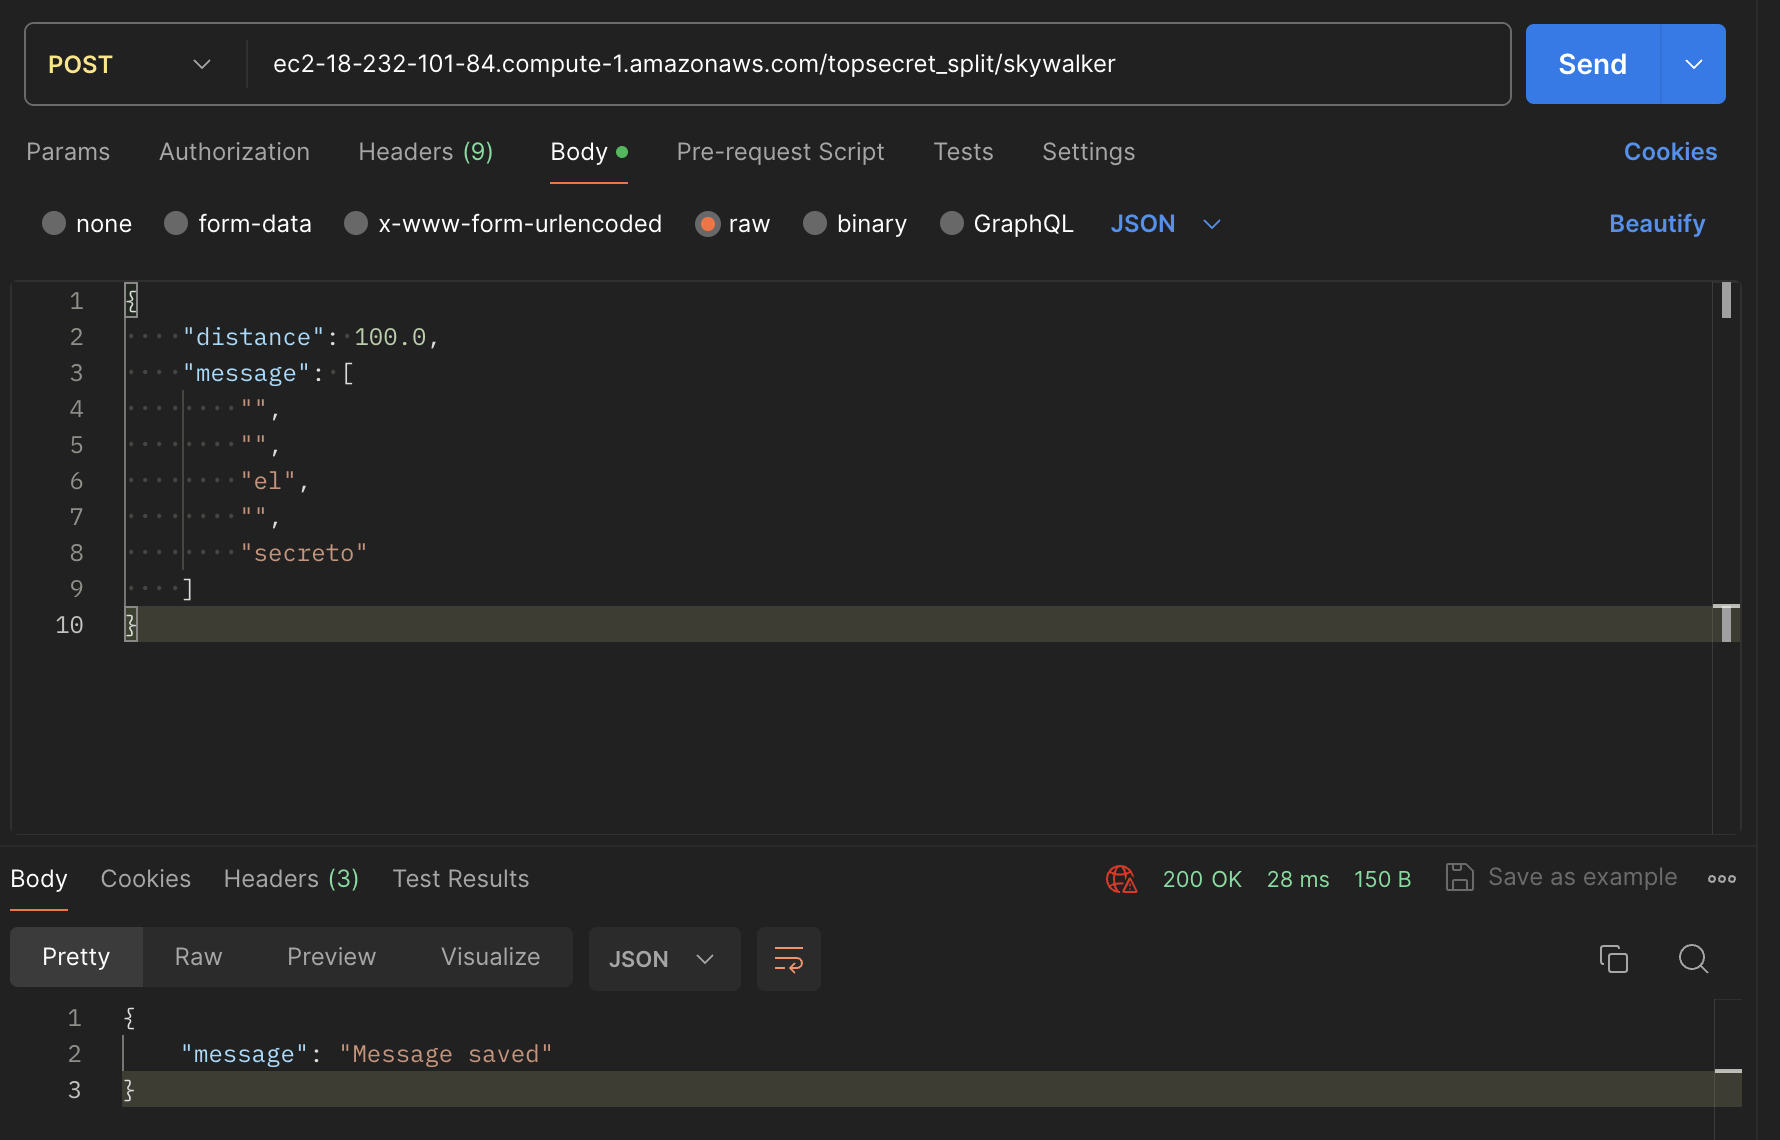 POST ec2-18-232-101-84.compute-1.amazonaws.com/topsecret_split/skywalker Send
Params Authorization Headers (9) Body Pre-request Script Tests Settings Cookies
none form-data x-www-form-urlencoded raw binary GraphQL JSON Beautify
1 {
2 "distance": 100.0,
3 "message": [
4 "",
5 "",
6 "el",
7 "",
8 "secreto"
9 ]
10 }
Body Cookies Headers (3) Test Results 200 OK 28 ms 150 B Save as example
Pretty Raw Preview Visualize JSON
1 {
2 "message": "Message saved"
3 }